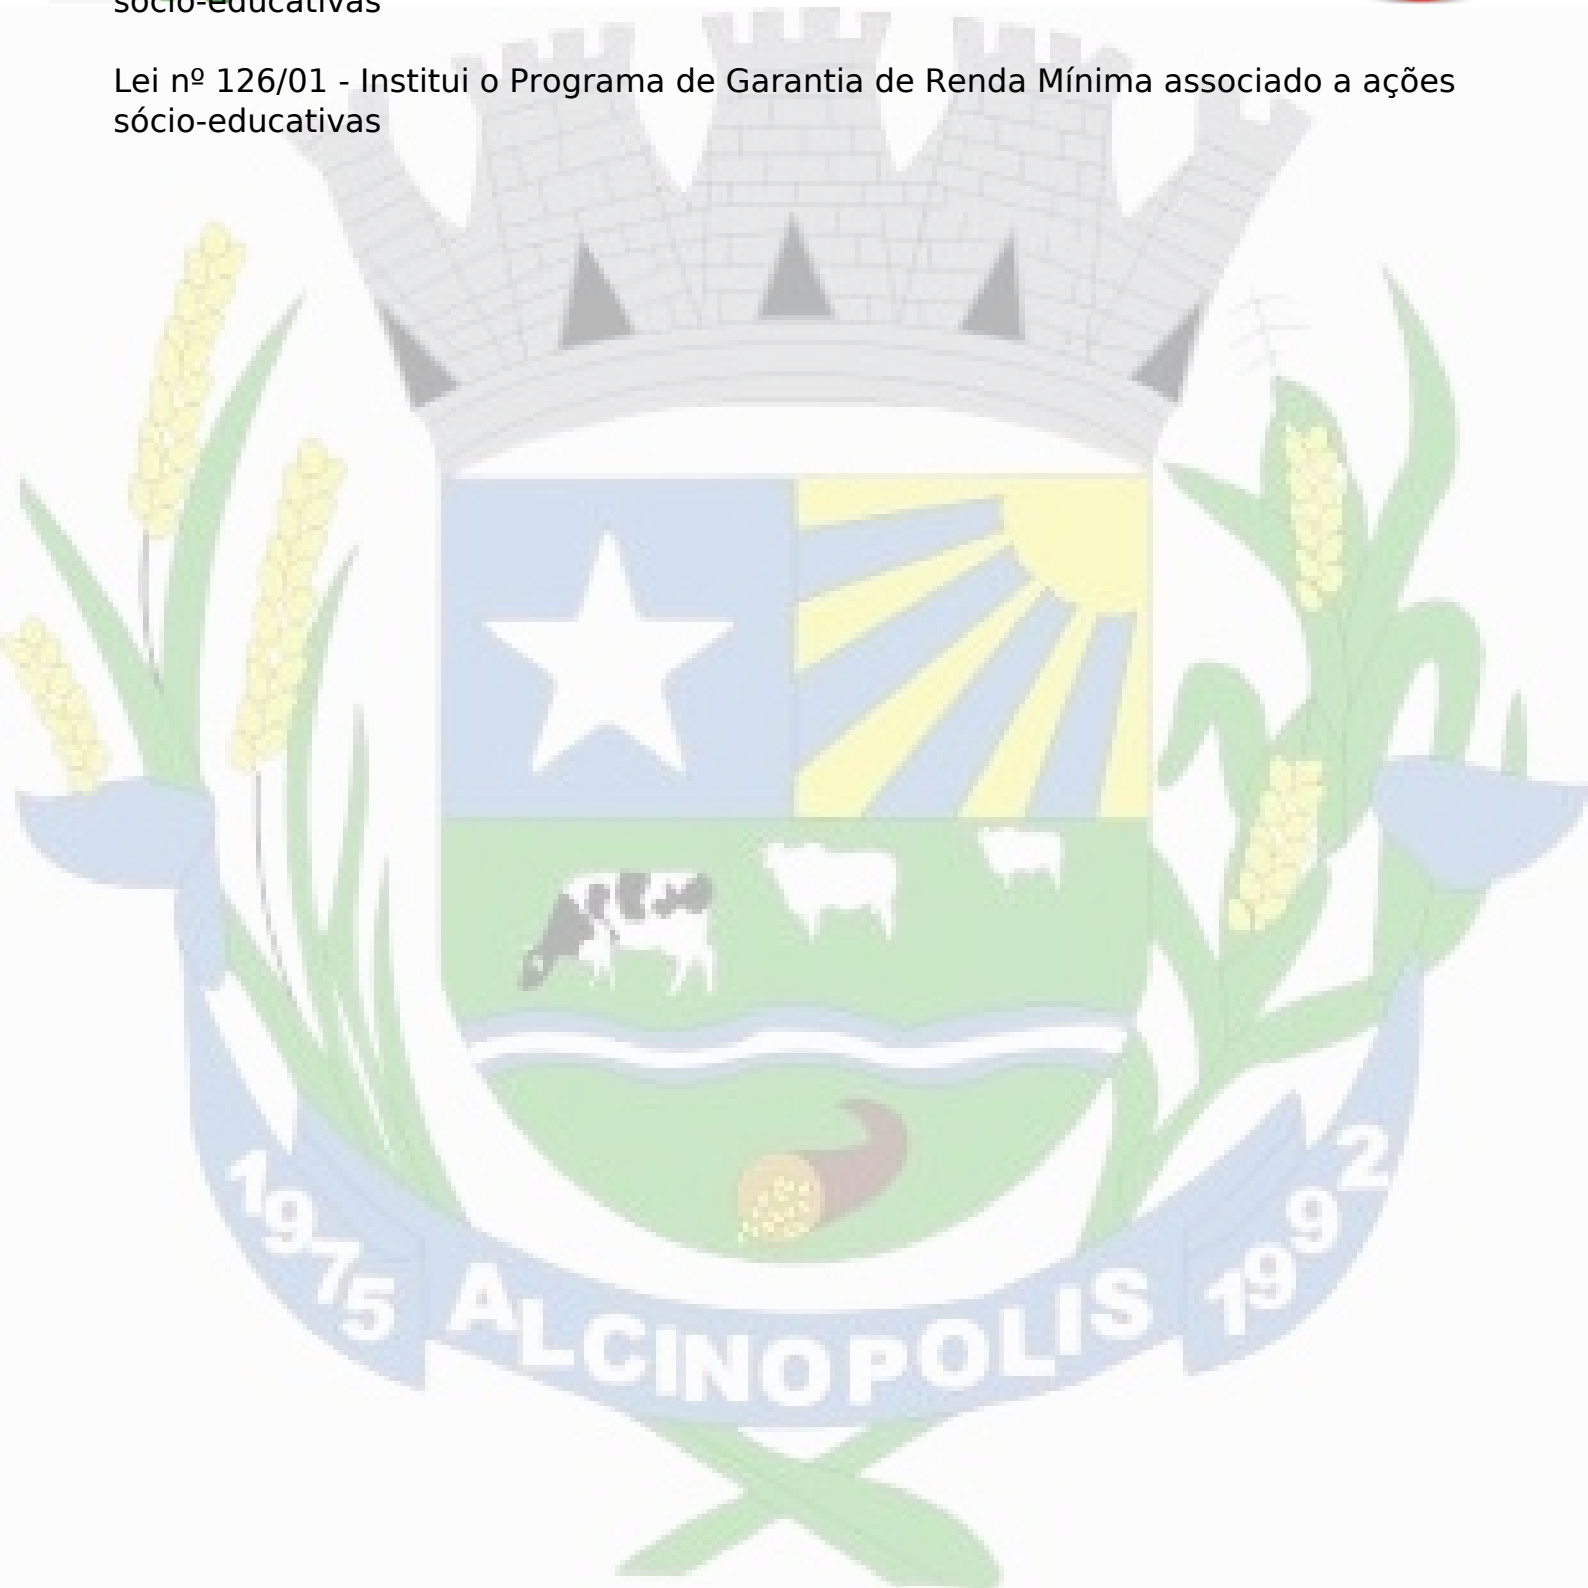 sócio-educativas
Lei nº 126/01 - Institui o Programa de Garantia de Renda Mínima associado a ações
sócio-educativas
1975
ALCINOPOLIS
1992